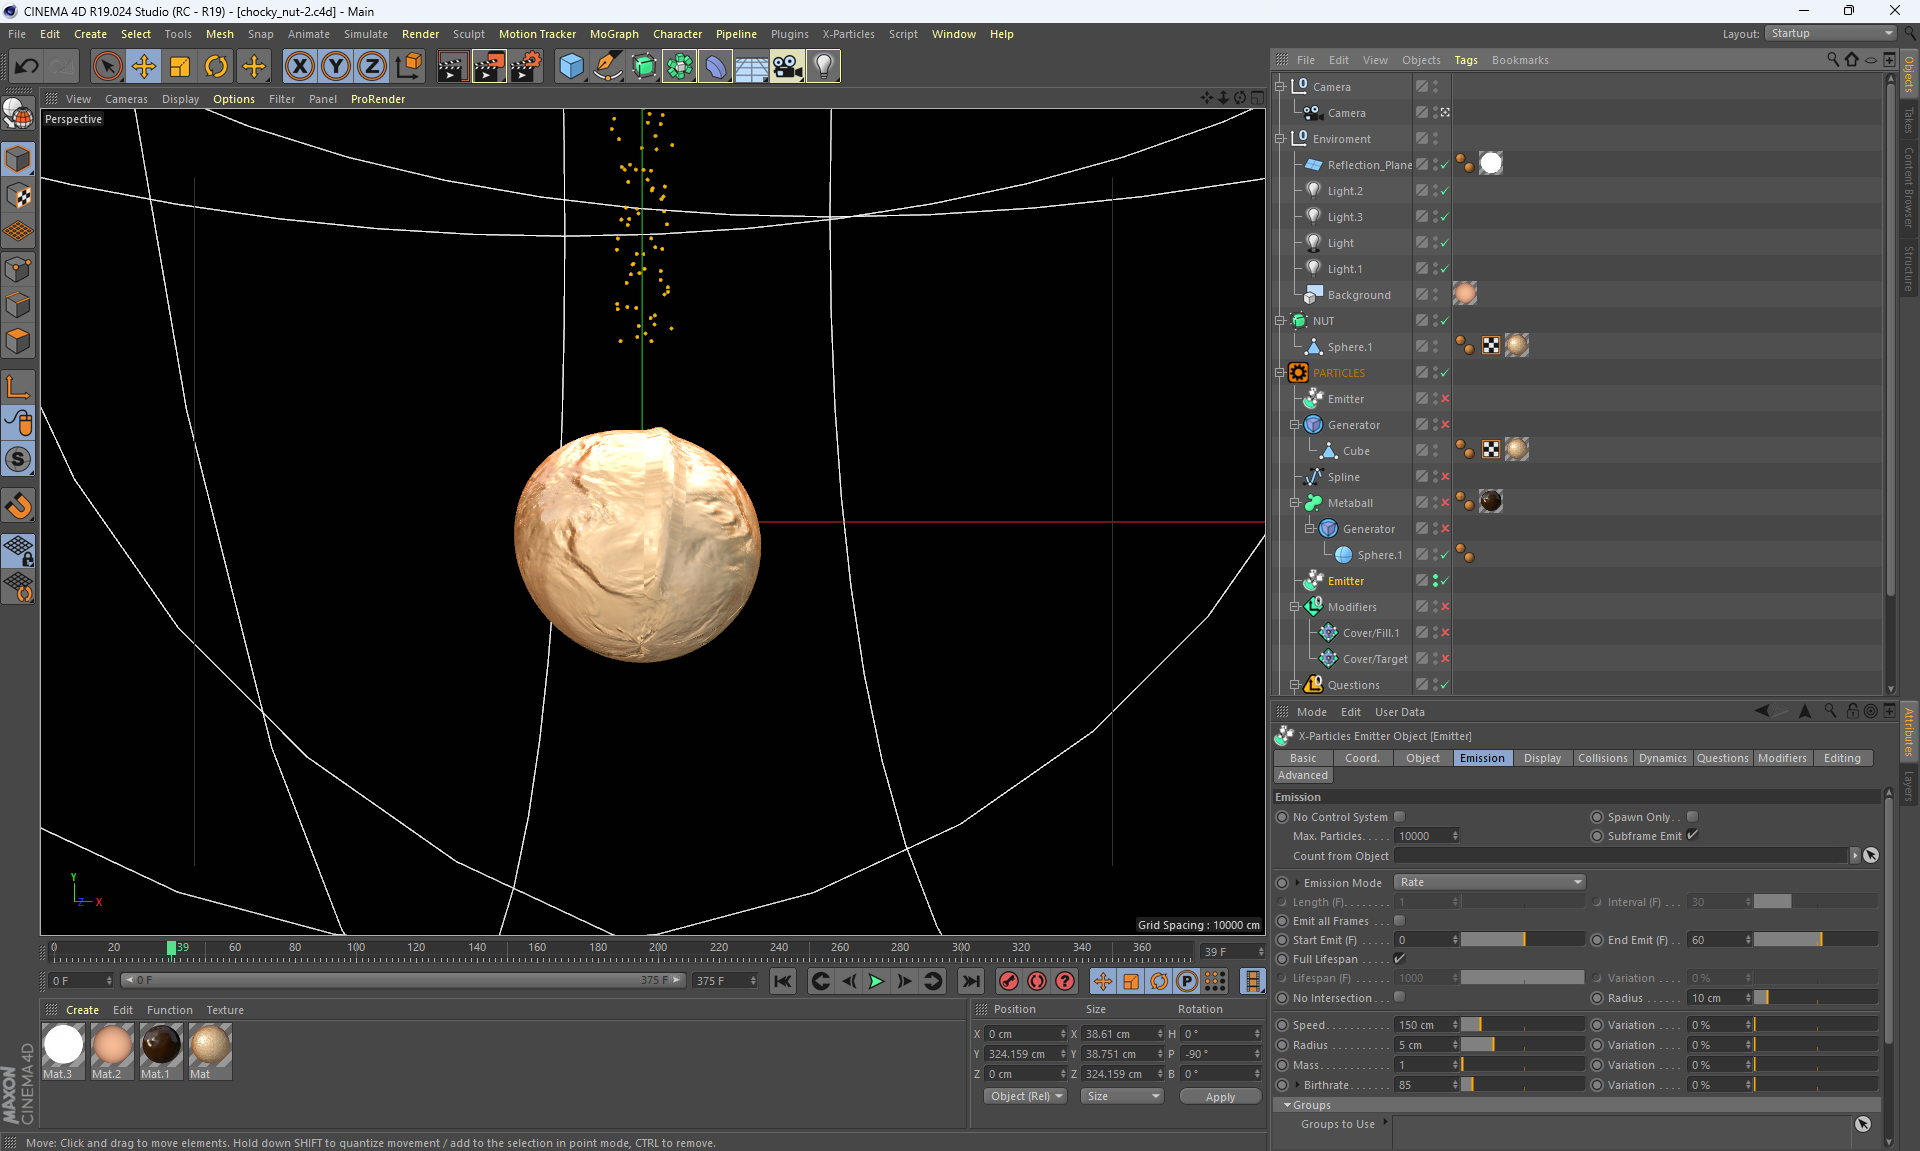 CINEMA 4D R19.024 Studio (RC - R19) - [chocky_nut-2.c4d] - Main
File Edit Create Select Tools Mesh Snap Animate Simulate Render Sculpt Motion Tracker MoGraph Character Pipeline Plugins X-Particles Script Window Help
Layout: Startup
X Y Z
View Cameras Display Options Filter Panel ProRender
Perspective
Grid Spacing : 10000 cm
Y
Z X
0 20 39 60 80 100 120 140 160 180 200 220 240 260 280 300 320 340 360
39 F
0 F 0 F 375 F 375 F
Create Edit Function Texture
Mat.3 Mat.2 Mat.1 Mat
MAXON CINEMA 4D
Position Size Rotation
X 0 cm X 38.61 cm H 0 °
Y 324.159 cm Y 38.751 cm P -90 °
Z 0 cm Z 324.159 cm B 0 °
Object (Rel) Size Apply
Move: Click and drag to move elements. Hold down SHIFT to quantize movement / add to the selection in point mode, CTRL to remove.
File Edit View Objects Tags Bookmarks
Camera
Camera
Enviroment
Reflection_Plane
Light.2
Light.3
Light
Light.1
Background
NUT
Sphere.1
PARTICLES
Emitter
Generator
Cube
Spline
Metaball
Generator
Sphere.1
Emitter
Modifiers
Cover/Fill.1
Cover/Target
Questions
Objects
Takes
Content Browser
Structure
Mode Edit User Data
X-Particles Emitter Object [Emitter]
Basic Coord. Object Emission Display Collisions Dynamics Questions Modifiers Editing
Advanced
Emission
No Control System Spawn Only. .
Max. Particles. . . . . 10000 Subframe Emit
Count from Object
Emission Mode Rate
Length (F). . . . . . . . 1 Interval (F) . . . 30
Emit all Frames . . .
Start Emit (F) . . . . . 0 End Emit (F) . . 60
Full Lifespan. . . . . .
Lifespan (F) . . . . . . 1000 Variation . . . . 0 %
No Intersection . . . Radius . . . . . . 10 cm
Speed. . . . . . . . . . . 150 cm Variation . . . . 0 %
Radius . . . . . . . . . . 5 cm Variation . . . . 0 %
Mass. . . . . . . . . . . . 1 Variation . . . . 0 %
Birthrate. . . . . . . 85 Variation . . . . 0 %
Groups
Groups to Use
Attributes
Layers